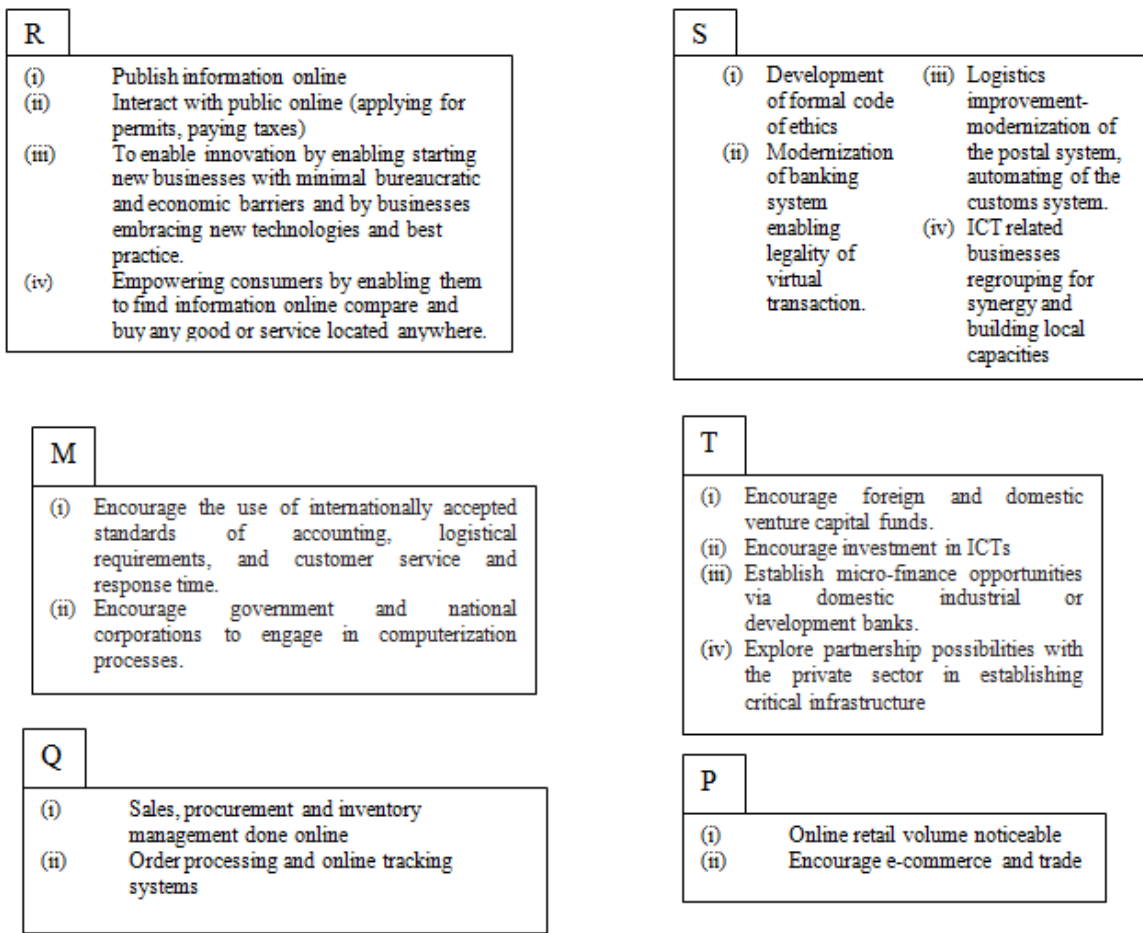 R
(i) Publish information online
(ii) Interact with public online (applying for
permits, paying taxes)
(iii) To enable innovation by enabling starting
new businesses with minimal bureaucratic
and economic barriers and by businesses
embracing new technologies and best
practice.
(iv) Empowering consumers by enabling them
to find information online compare and
buy any good or service located anywhere.
S
(i) Development
of formal code
of ethics
(ii) Modernization
of banking
system
enabling
legality of
virtual
transaction.
(iii) Logistics
improvement-
modernization of
the postal system,
automating of the
customs system.
(iv) ICT related
businesses
regrouping for
synergy and
building local
capacities
M
(i) Encourage the use of internationally accepted
standards of accounting, logistical
requirements, and customer service and
response time.
(ii) Encourage government and national
corporations to engage in computerization
processes.
T
(i) Encourage foreign and domestic
venture capital funds.
(ii) Encourage investment in ICTs
(iii) Establish micro-finance opportunities
via domestic industrial or
development banks.
(iv) Explore partnership possibilities with
the private sector in establishing
critical infrastructure
Q
(i) Sales, procurement and inventory
management done online
(ii) Order processing and online tracking
systems
P
(i) Online retail volume noticeable
(ii) Encourage e-commerce and trade